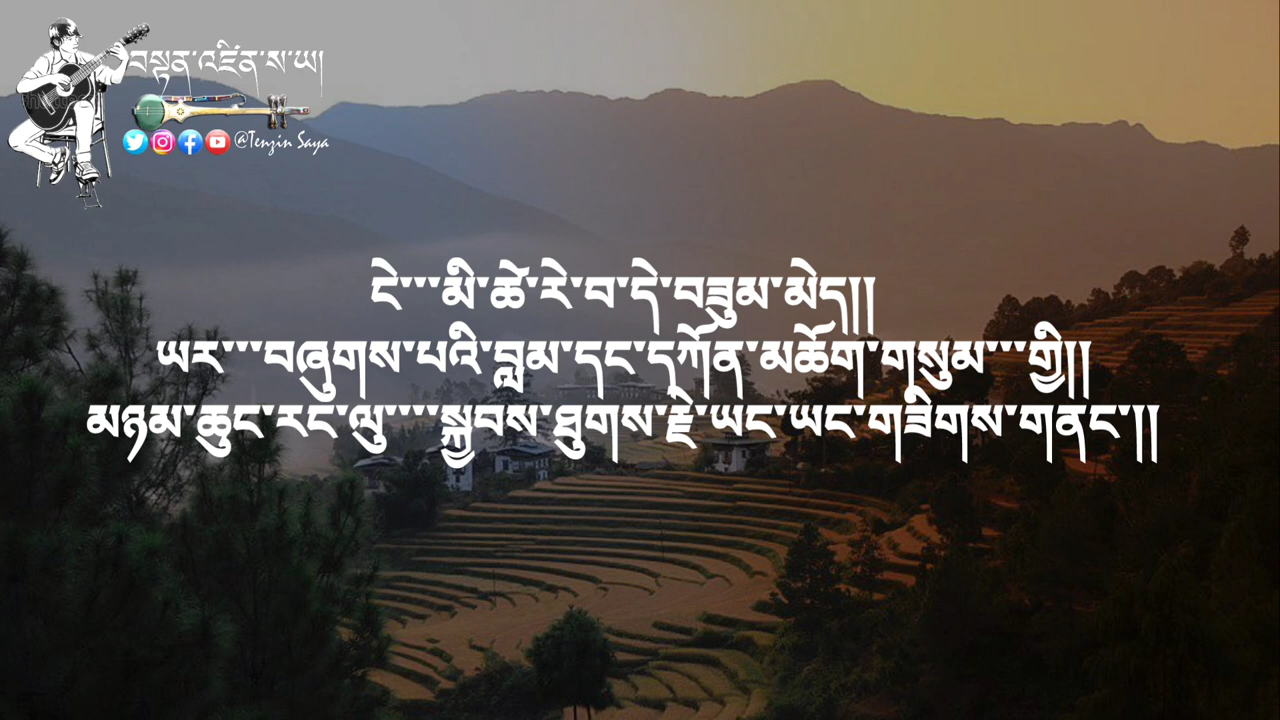 བསྟན་འཛིན་ས་ཡ།
@Tenzin Saya
ངེ་་་མི་ཚེ་རེ་བ་དེ་བཟུམ་མེད།།
ཡར་་་བཞུགས་པའི་བླམ་དང་དཀོན་མཆོག་གསུམ་་་གྱི།།
མཉམ་ཆུང་རང་ལུ་་་་སྐྱབས་ཐུགས་རྗེ་ཡང་ཡང་གཟིགས་གནང་།།